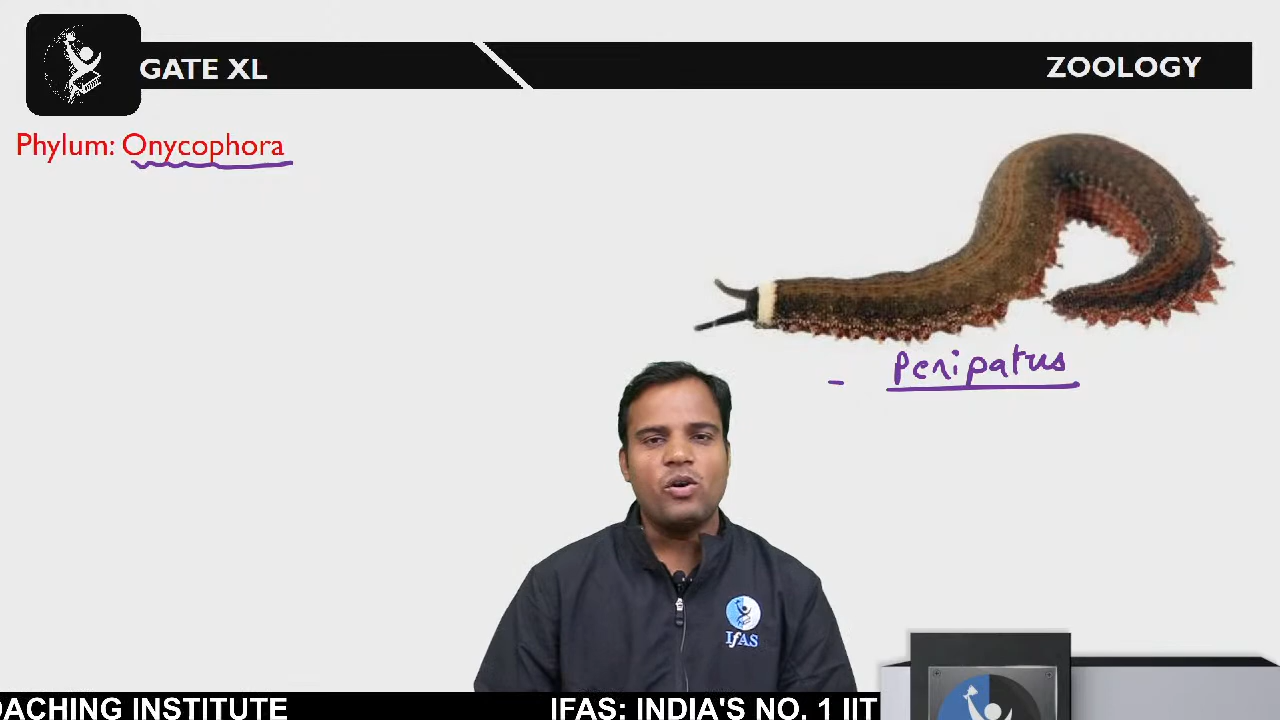 GATE XL
ZOOLOGY
Phylum: Onycophora
- Peripatus
IfAS
OACHING INSTITUTE
IFAS: INDIA'S NO. 1 IIT